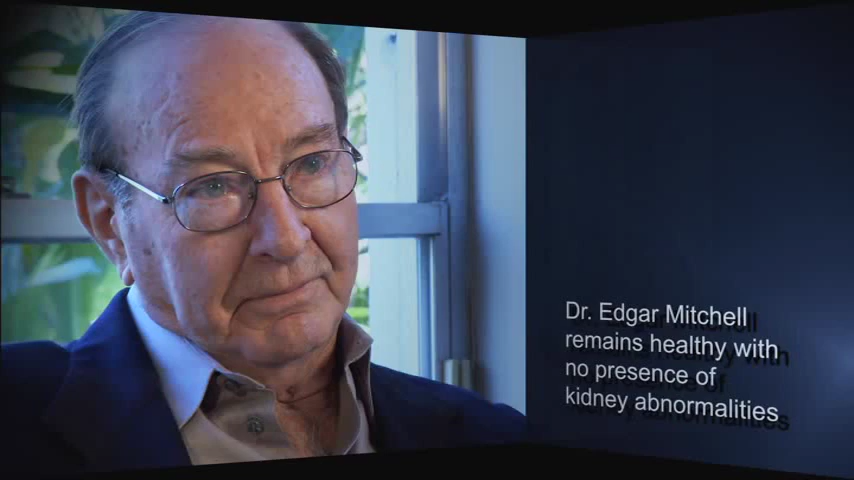 Dr. Edgar Mitchell
remains healthy with
no presence of
kidney abnormalities